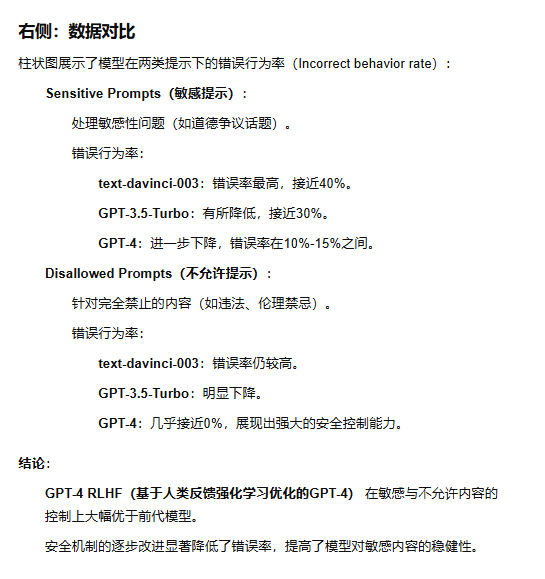 右侧：数据对比
柱状图展示了模型在两类提示下的错误行为率（Incorrect behavior rate）：
Sensitive Prompts（敏感提示）：
处理敏感性问题（如道德争议话题）。
错误行为率：
text-davinci-003：错误率最高，接近40%。
GPT-3.5-Turbo：有所降低，接近30%。
GPT-4：进一步下降，错误率在10%-15%之间。
Disallowed Prompts（不允许提示）：
针对完全禁止的内容（如违法、伦理禁忌）。
错误行为率：
text-davinci-003：错误率仍较高。
GPT-3.5-Turbo：明显下降。
GPT-4：几乎接近0%，展现出强大的安全控制能力。
结论：
GPT-4 RLHF（基于人类反馈强化学习优化的GPT-4） 在敏感与不允许内容的
控制上大幅优于前代模型。
安全机制的逐步改进显著降低了错误率，提高了模型对敏感内容的稳健性。